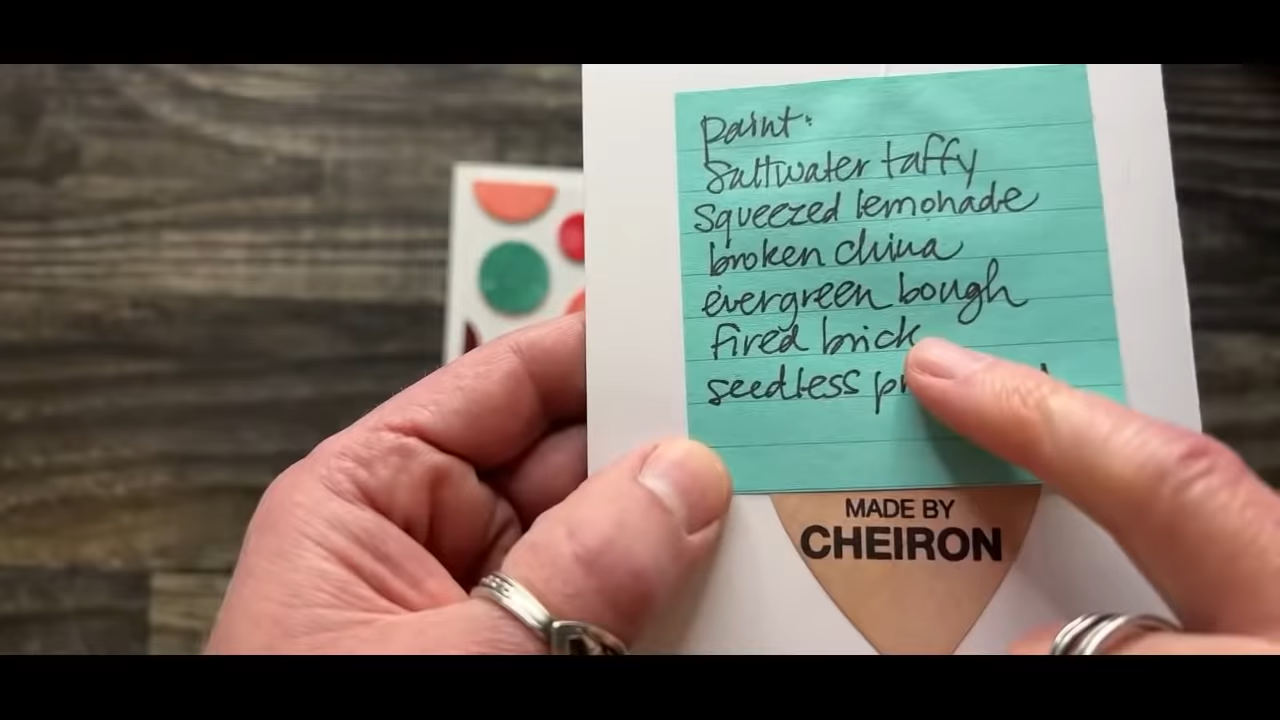 paint:
Saltwater taffy
squeezed lemonade
broken china
evergreen bough
fired brick
seedless
MADE BY
CHEIRON